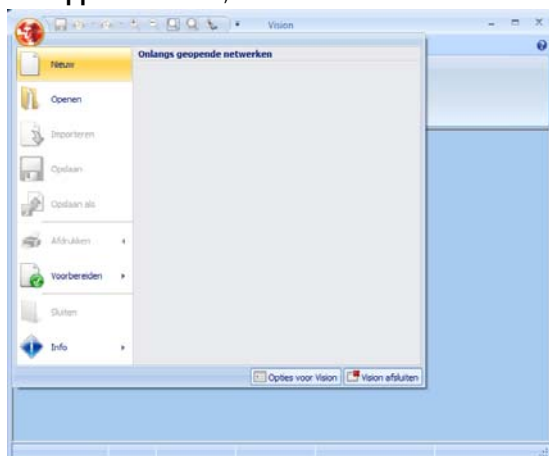 Vision
Onlangs geopende netwerken
Nieuw
Openen
Importeren
Opslaan
Opslaan als
Afdrukken
Voorbereiden
Sluiten
Info
Opties voor Vision
Vision afsluiten